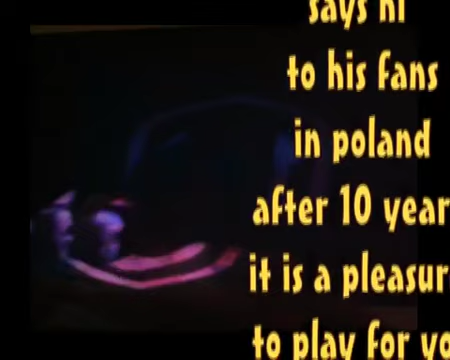 says hi
to his fans
in poland
after 10 year
it is a pleasur
to play for yo